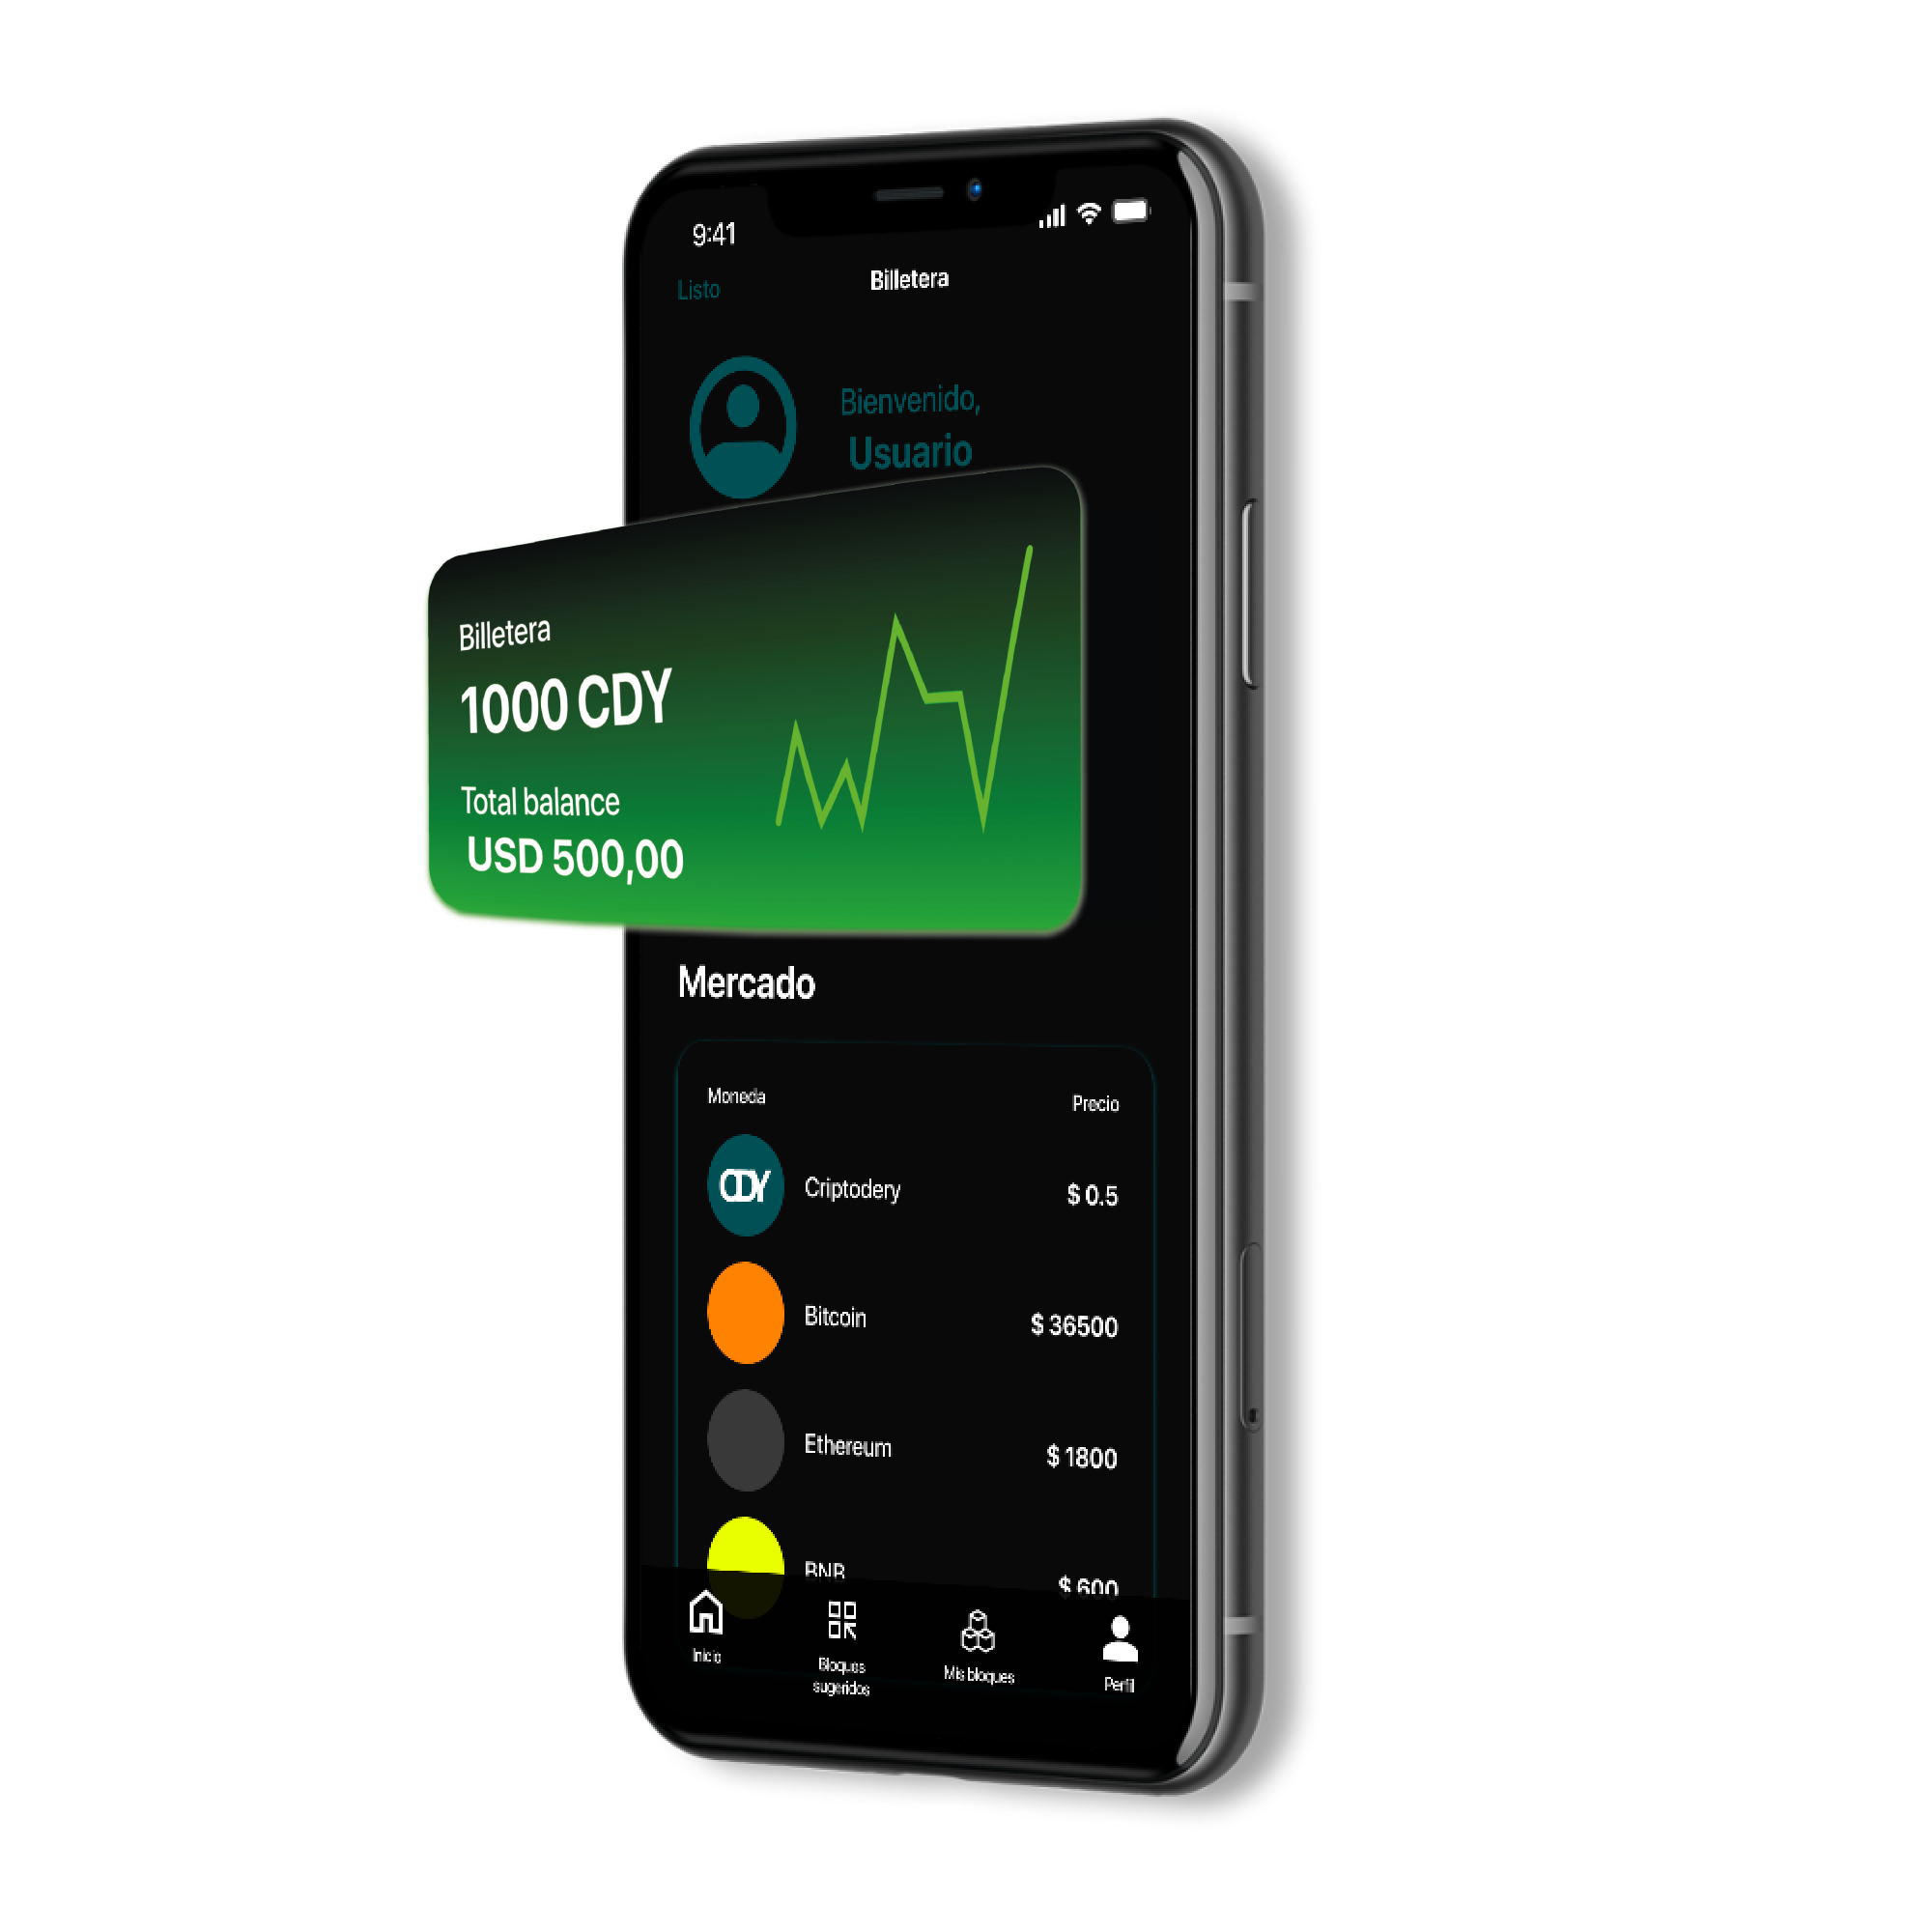 9:41
Listo
Billetera
Bienvenido,
Usuario
Billetera
1000 CDY
Total balance
USD 500,00
Mercado
Moneda
Precio
CDY
Criptodery
$ 0.5
Bitcoin
$ 36500
Ethereum
$ 1800
BNB
$ 600
Inicio
Bloques
sugeridos
Mis bloques
Perfil